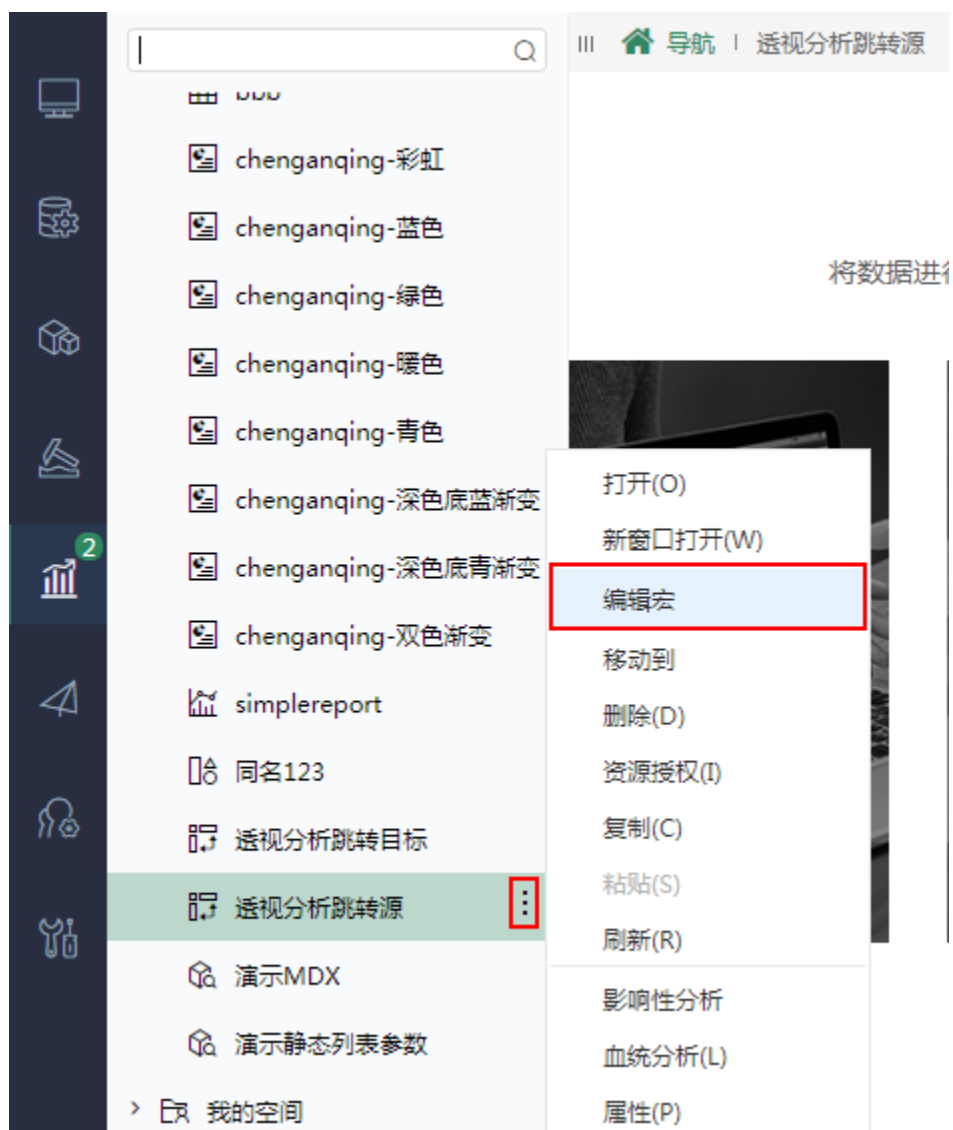 导航 | 透视分析跳转源
bbb
chenganqing-彩虹
chenganqing-蓝色
将数据进行
chenganqing-绿色
chenganqing-暖色
chenganqing-青色
打开(O)
chenganqing-深色底蓝渐变
新窗口打开(W)
2
chenganqing-深色底青渐变
编辑宏
chenganqing-双色渐变
移动到
simplereport
删除(D)
同名123
资源授权(I)
透视分析跳转目标
复制(C)
粘贴(S)
透视分析跳转源
刷新(R)
演示MDX
影响性分析
演示静态列表参数
血统分析(L)
我的空间
属性(P)